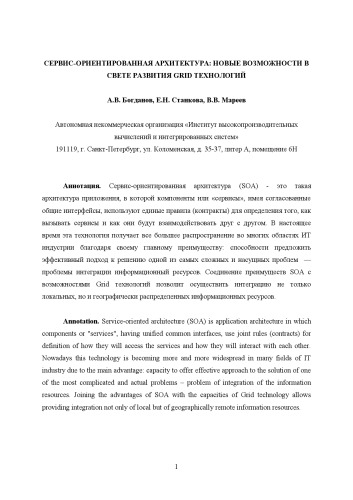 СЕРВИС-ОРИЕНТИРОВАННАЯ АРХИТЕКТУРА: НОВЫЕ ВОЗМОЖНОСТИ В
СВЕТЕ РАЗВИТИЯ GRID ТЕХНОЛОГИЙ
А.В. Богданов, Е.Н. Станкова, В.В. Мареев
Автономная некоммерческая организация «Институт высокопроизводительных
вычислений и интегрированных систем»
191119, г. Санкт-Петербург, ул. Коломенская, д. 35-37, литер А, помещение 6Н
Аннотация. Сервис-ориентированная архитектура (SOA) - это такая
архитектура приложения, в которой компоненты или «сервисы», имея согласованные
общие интерфейсы, используют единые правила (контракты) для определения того, как
вызывать сервисы и как они будут взаимодействовать друг с другом. В настоящее
время эта технология получает все большее распространение во многих областях ИТ
индустрии благодаря своему главному преимуществу: способности предложить
эффективный подход к решению одной из самых сложных и насущных проблем —
проблемы интеграции информационный ресурсов. Соединение преимуществ SOA с
возможностями Grid технологий позволит осуществить интеграцию не только
локальных, но и географически распределенных информационных ресурсов.
Annotation. Service-oriented architecture (SOA) is application architecture in which
components or "services", having unified common interfaces, use joint rules (contracts) for
definition of how they will access the services and how they will interact with each other.
Nowadays this technology is becoming more and more widespread in many fields of IT
industry due to the main advantage: capacity to offer effective approach to the solution of one
of the most complicated and actual problems – problem of integration of the information
resources. Joining the advantages of SOA with the capacities of Grid technology allows
providing integration not only of local but of geographically remote information resources.
1